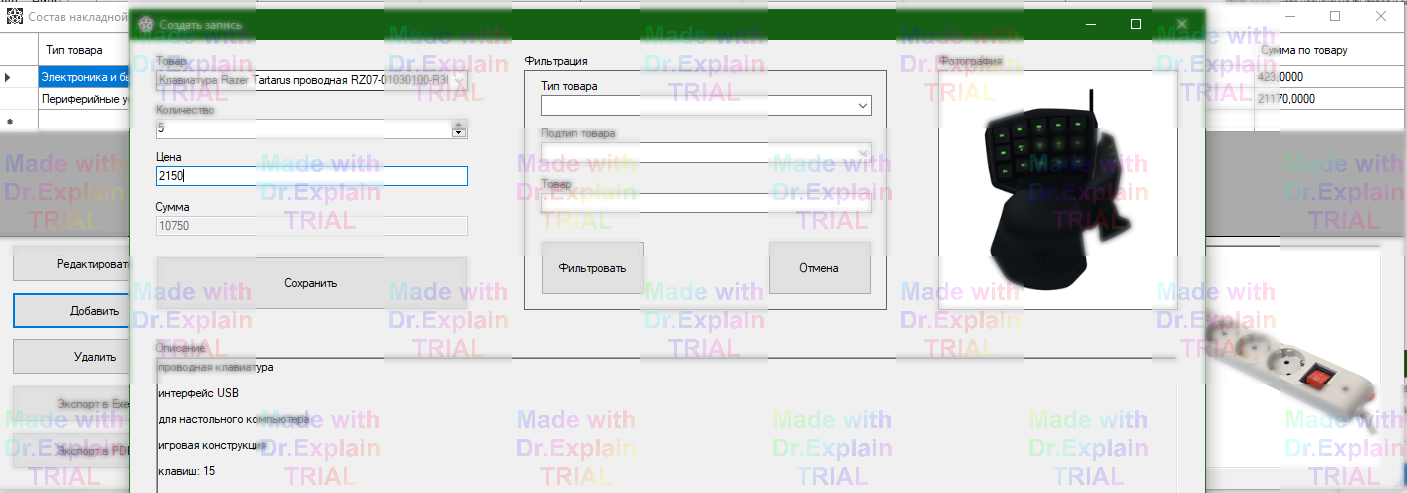 Состав накладной
Создать запись
Тип товара
Электроника и бы
Периферийные ус
Сумма по товару
423,0000
21170,0000
Товар
Клавиатура Razer Tartarus проводная RZ07-01030100-R3
Количество
5
Цена
2150
Сумма
10750
Сохранить
Фильтрация
Тип товара
Подтип товара
Товар
Фильтровать
Отмена
Фотография
Редактироват
Добавить
Удалить
Экспорт в Exe
Экспорт в PDF
Описание
проводная клавиатура
интерфейс USB
для настольного компьютера
игровая конструкция
клавиш: 15
Made with
Dr.Explain
TRIAL